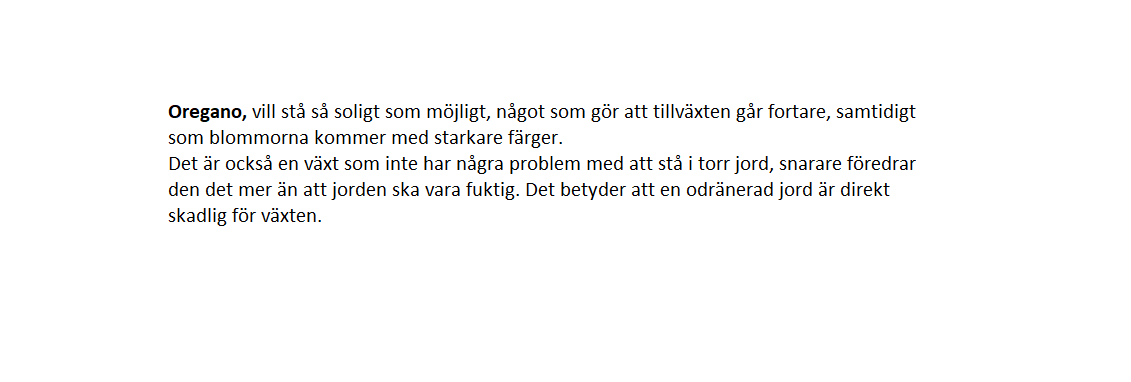 Oregano, vill stå så soligt som möjligt, något som gör att tillväxten går fortare, samtidigt
som blommorna kommer med starkare färger.
Det är också en växt som inte har några problem med att stå i torr jord, snarare föredrar
den det mer än att jorden ska vara fuktig. Det betyder att en odränerad jord är direkt
skadlig för växten.